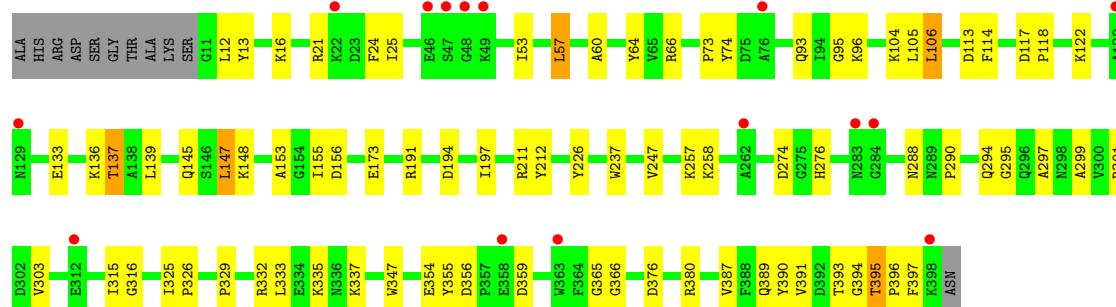 ALA HIS ARG ASP SER GLY THR ALA LYS SER G11 L12 Y13 K16 R21 K22 D23 F24 I25 E46 S47 G48 K49 I53 L57 A60 Y64 V65 R66 P73 Y74 D75 A76 Q93 I94 G95 K96 K104 L105 L106 D113 F114 D117 P118 K122
N129 E133 K136 T137 A138 L139 Q145 S146 L147 K148 A153 G154 I155 D156 E173 R191 D194 I197 R211 Y212 Y226 W237 V247 K257 K258 A262 D274 G275 H276 N283 G284 N288 N289 P290 Q294 G295 Q296 A297 N298 A299 V300
D302 V303 E312 I315 G316 I325 P326 P329 R332 L333 E334 K335 N336 K337 W347 E354 Y355 D356 P357 E358 D359 W363 F364 G365 G366 D376 R380 V387 F388 Q389 Y390 V391 D392 T393 G394 T395 P396 F397 K398 ASN